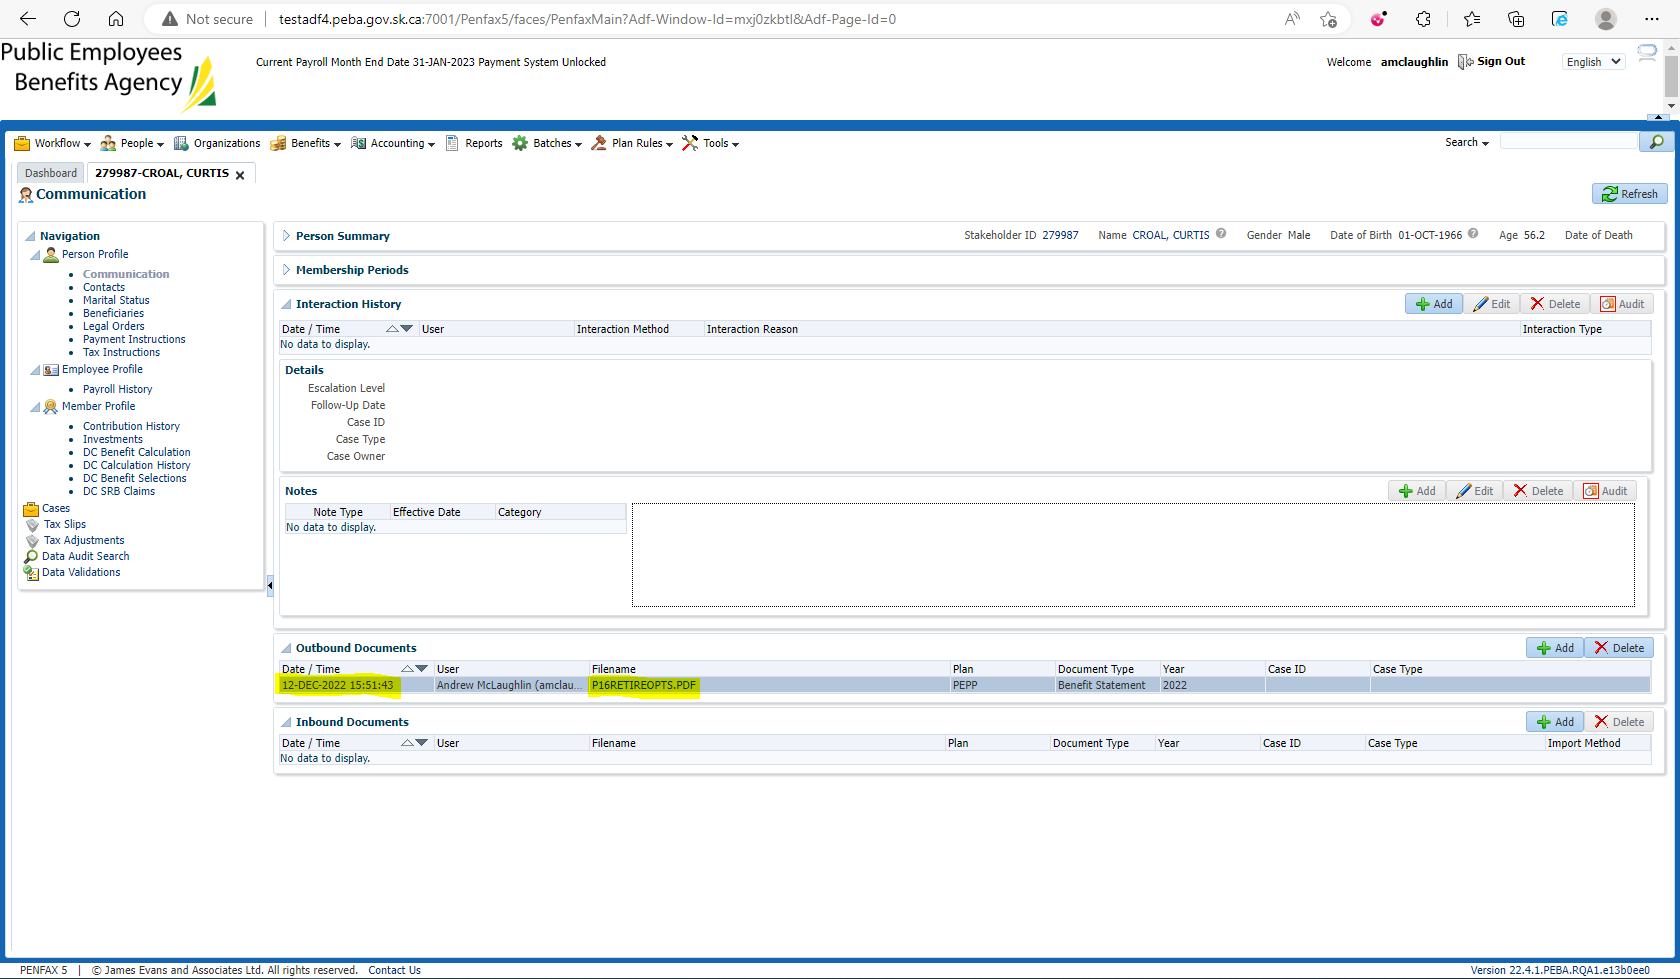 Not secure | testadf4.peba.gov.sk.ca:7001/Penfax5/faces/PenfaxMain?Adf-Window-Id=mxj0zkbtl&Adf-Page-Id=0
Public Employees
Benefits Agency
Current Payroll Month End Date 31-JAN-2023 Payment System Unlocked
Welcome amclaughlin Sign Out English
Workflow People Organizations Benefits Accounting Reports Batches Plan Rules Tools Search
Dashboard 279987-CROAL, CURTIS
Communication Refresh
Navigation
Person Profile
Communication
Contacts
Marital Status
Beneficiaries
Legal Orders
Payment Instructions
Tax Instructions
Employee Profile
Payroll History
Member Profile
Contribution History
Investments
DC Benefit Calculation
DC Calculation History
DC Benefit Selections
DC SRB Claims
Cases
Tax Slips
Tax Adjustments
Data Audit Search
Data Validations
Person Summary Stakeholder ID 279987 Name CROAL, CURTIS Gender Male Date of Birth 01-OCT-1966 Age 56.2 Date of Death
Membership Periods
Interaction History Add Edit Delete Audit
Date / Time User Interaction Method Interaction Reason Interaction Type
No data to display.
Details
Escalation Level
Follow-Up Date
Case ID
Case Type
Case Owner
Notes Add Edit Delete Audit
Note Type Effective Date Category
No data to display.
Outbound Documents Add Delete
Date / Time User Filename Plan Document Type Year Case ID Case Type
12-DEC-2022 15:51:43 Andrew McLaughlin (amclau... P16RETIREOPTS.PDF PEPP Benefit Statement 2022
Inbound Documents Add Delete
Date / Time User Filename Plan Document Type Year Case ID Case Type Import Method
No data to display.
PENFAX 5 | © James Evans and Associates Ltd. All rights reserved. Contact Us Version 22.4.1.PEBA.RQA1.e13b0ee0